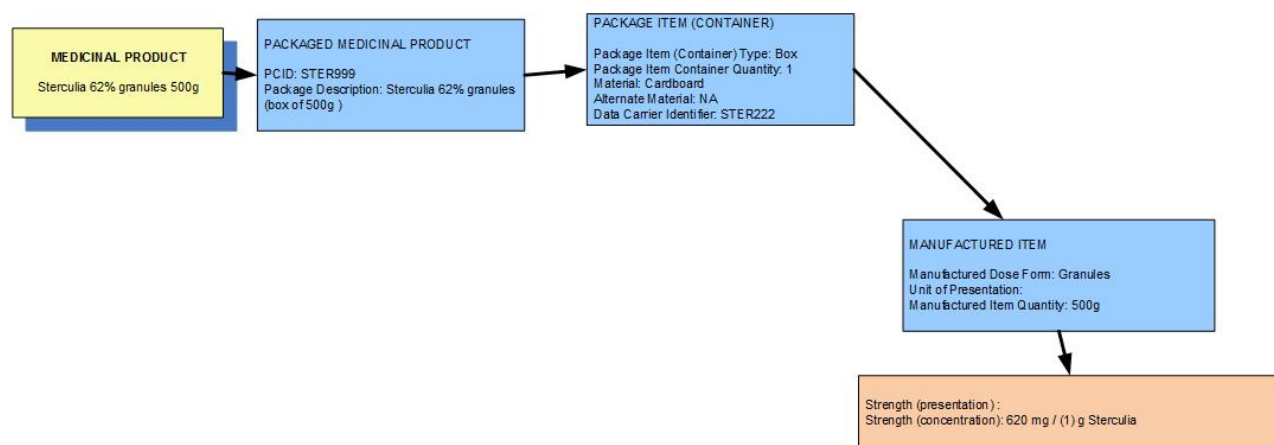 MEDICINAL PRODUCT
Sterculia 62% granules 500g
PACKAGED MEDICINAL PRODUCT
PCID: STER999
Package Description: Sterculia 62% granules
(box of 500g )
PACKAGE ITEM (CONTAINER)
Package Item (Container) Type: Box
Package Item Container Quantity: 1
Material: Cardboard
Alternate Material: NA
Data Carrier Identifier: STER222
MANUFACTURED ITEM
Manufactured Dose Form: Granules
Unit of Presentation:
Manufactured Item Quantity: 500g
Strength (presentation) :
Strength (concentration): 620 mg / (1) g Sterculia